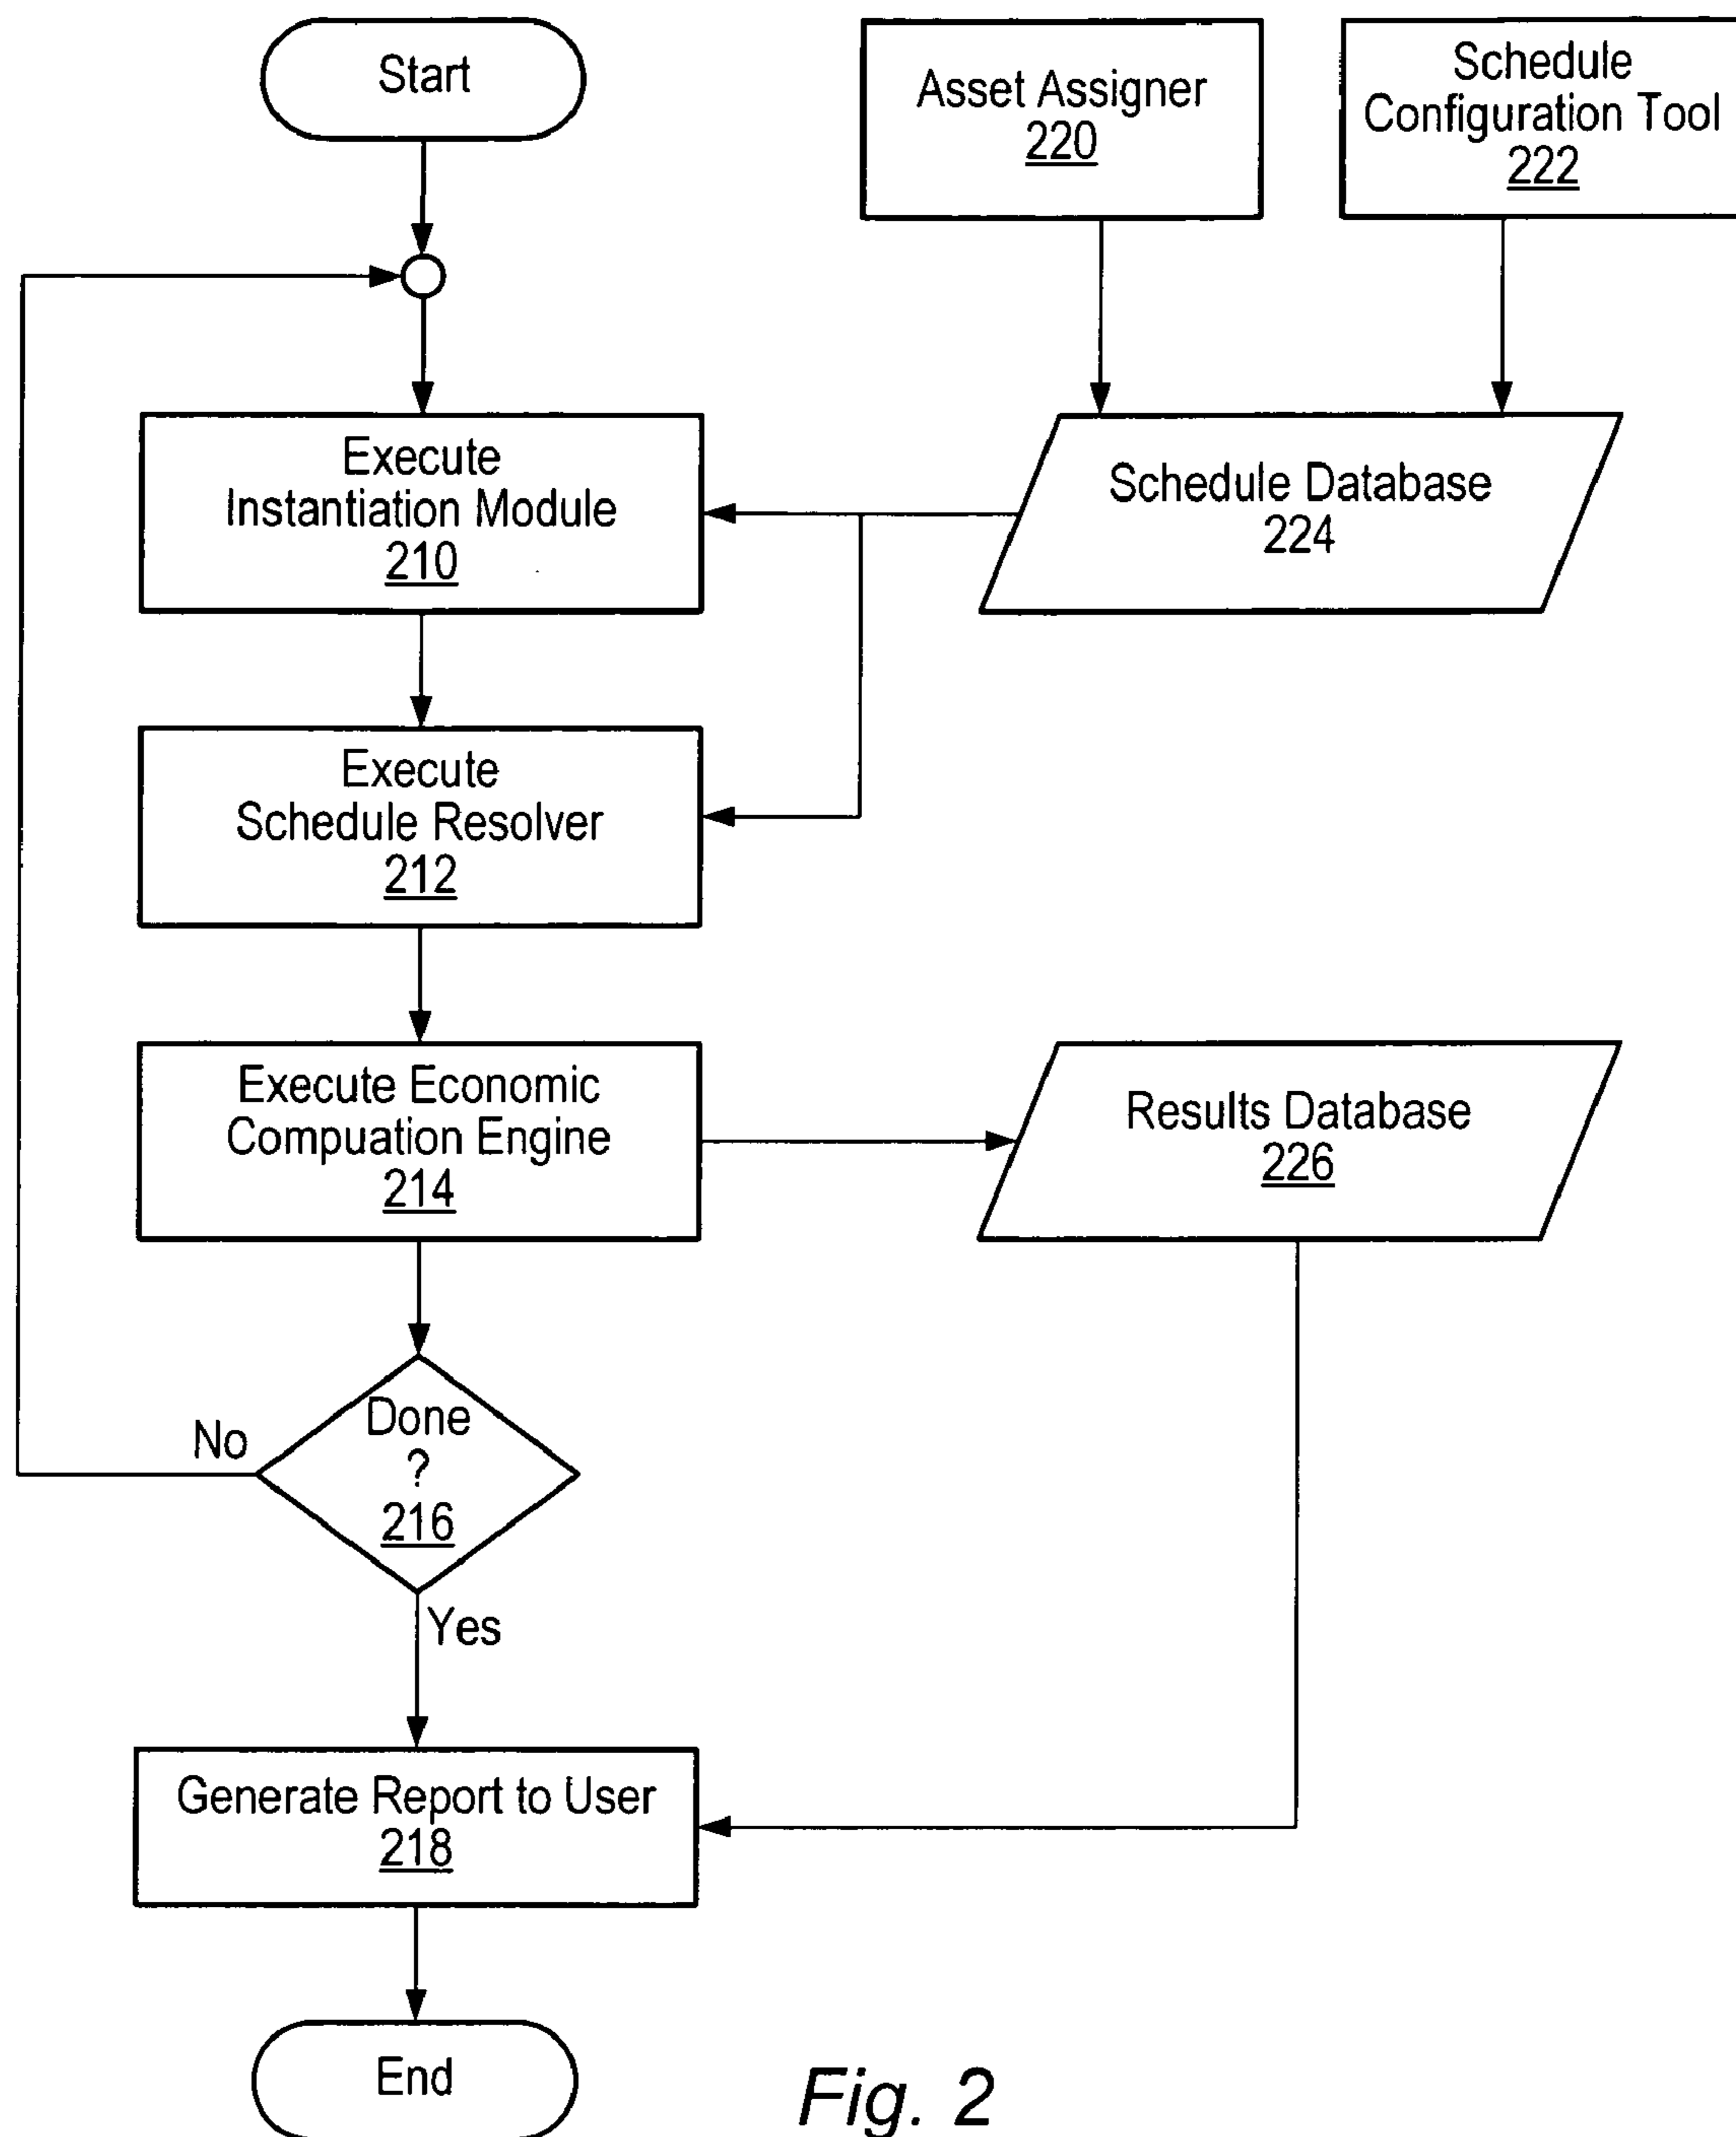 Start
Asset Assigner
220
Schedule
Configuration Tool
222
Execute
Instantiation Module
210
Schedule Database
224
Execute
Schedule Resolver
212
Execute Economic
Compuation Engine
214
Results Database
226
Done
?
216
No
Yes
Generate Report to User
218
End
Fig. 2